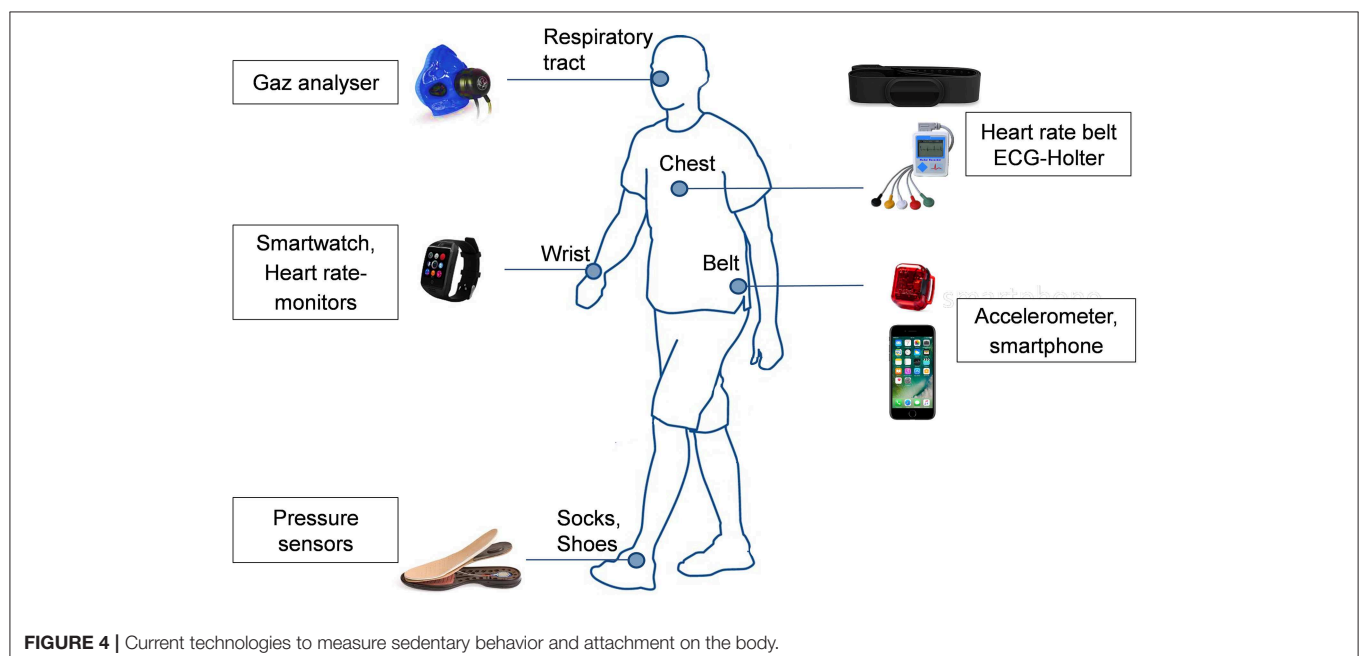 Respiratory
tract
Gaz analyser
Heart rate belt
ECG-Holter
Chest
Smartwatch,
Heart rate-
monitors
Wrist
Belt
smartphone
Accelerometer,
smartphone
Pressure
sensors
Socks,
Shoes
FIGURE 4 | Current technologies to measure sedentary behavior and attachment on the body.